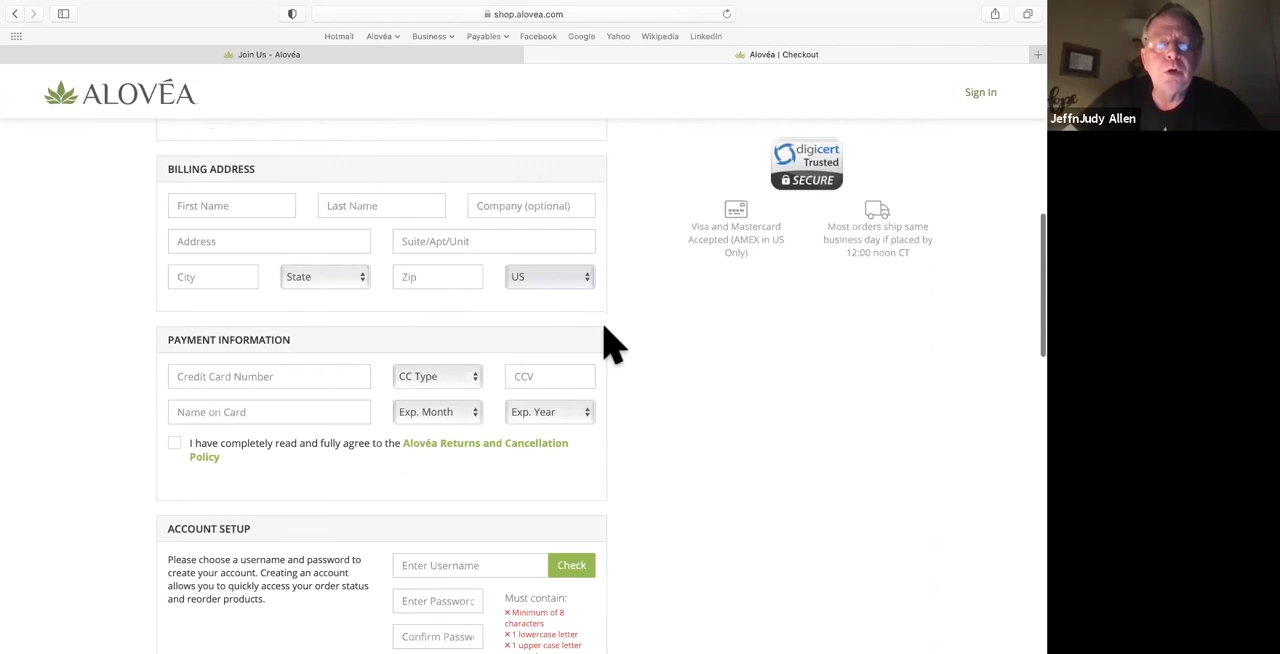 shop.alovea.com
Hotmail Alovéa Business Payables Facebook Google Yahoo Wikipedia LinkedIn
Join Us - Alovéa
Alovéa | Checkout
ALOVÉA
Sign In
JeffnJudy Allen
BILLING ADDRESS
First Name Last Name Company (optional)
Address Suite/Apt/Unit
City State Zip US
digicert
Trusted
SECURE
Visa and Mastercard
Accepted (AMEX in US
Only)
Most orders ship same
business day if placed by
12:00 noon CT
PAYMENT INFORMATION
Credit Card Number CC Type CCV
Name on Card Exp. Month Exp. Year
I have completely read and fully agree to the Alovéa Returns and Cancellation
Policy
ACCOUNT SETUP
Please choose a username and password to
create your account. Creating an account
allows you to quickly access your order status
and reorder products.
Enter Username Check
Enter Password
Confirm Passw
Must contain:
× Minimum of 8
characters
× 1 lowercase letter
× 1 upper case letter